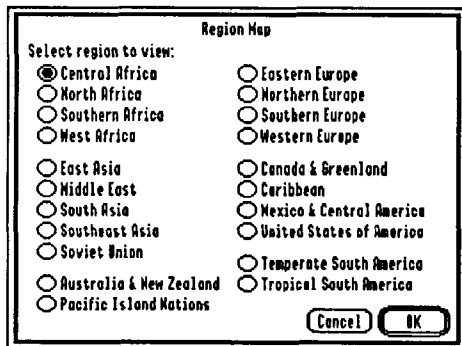 Region Map
Select region to view:
Central Africa
North Africa
Southern Africa
West Africa
East Asia
Middle East
South Asia
Southeast Asia
Soviet Union
Australia & New Zealand
Pacific Island Nations
Eastern Europe
Northern Europe
Southern Europe
Western Europe
Canada & Greenland
Caribbean
Mexico & Central America
United States of America
Temperate South America
Tropical South America
Cancel
OK